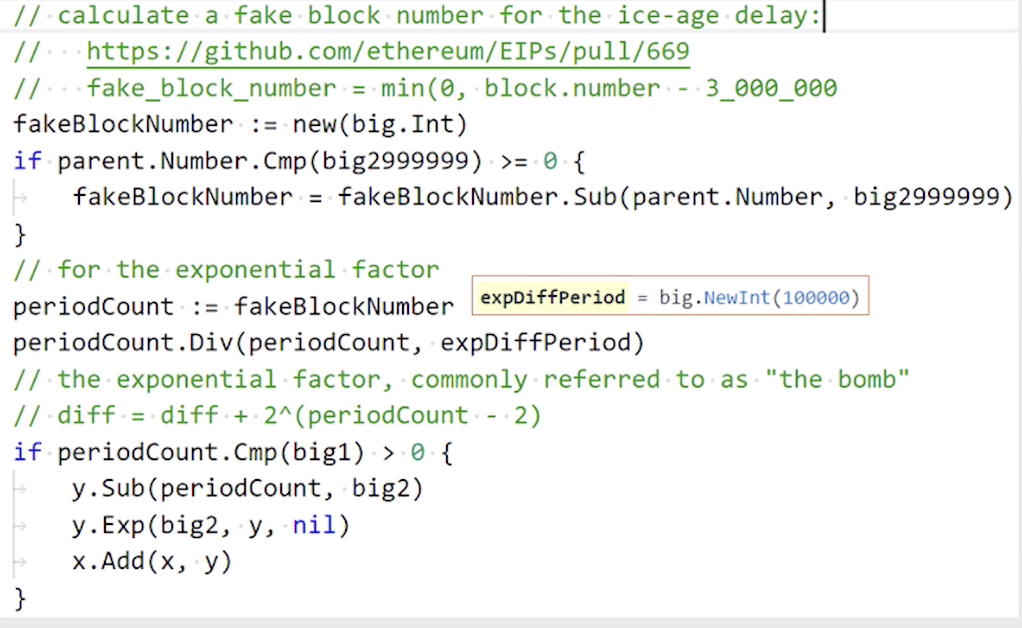 // calculate a fake block number for the ice-age delay:
//   https://github.com/ethereum/EIPs/pull/669
//   fake_block_number = min(0, block.number - 3_000_000
fakeBlockNumber := new(big.Int)
if parent.Number.Cmp(big2999999) >= 0 {
    fakeBlockNumber = fakeBlockNumber.Sub(parent.Number, big2999999)
}
// for the exponential factor
periodCount := fakeBlockNumber
expDiffPeriod = big.NewInt(100000)
periodCount.Div(periodCount, expDiffPeriod)
// the exponential factor, commonly referred to as "the bomb"
// diff = diff + 2^(periodCount - 2)
if periodCount.Cmp(big1) > 0 {
    y.Sub(periodCount, big2)
    y.Exp(big2, y, nil)
    x.Add(x, y)
}